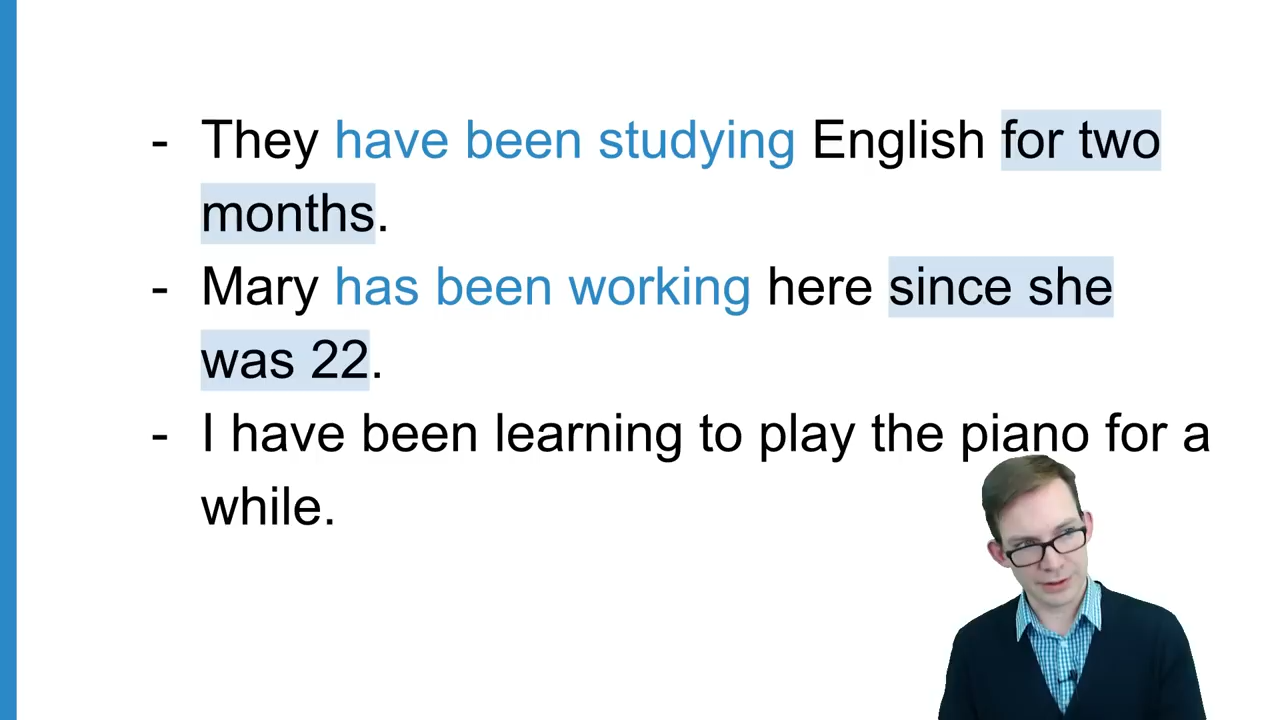 - They have been studying English for two
months.
- Mary has been working here since she
was 22.
- I have been learning to play the piano for a
while.